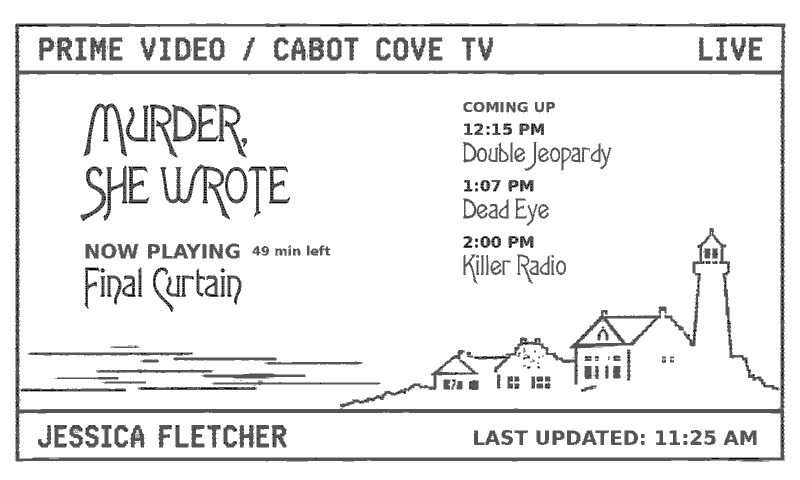 PRIME VIDEO / CABOT COVE TV
LIVE
MURDER,
SHE WROTE
NOW PLAYING 49 min left
Final Curtain
COMING UP
12:15 PM
Double Jeopardy
1:07 PM
Dead Eye
2:00 PM
Killer Radio
JESSICA FLETCHER
LAST UPDATED: 11:25 AM